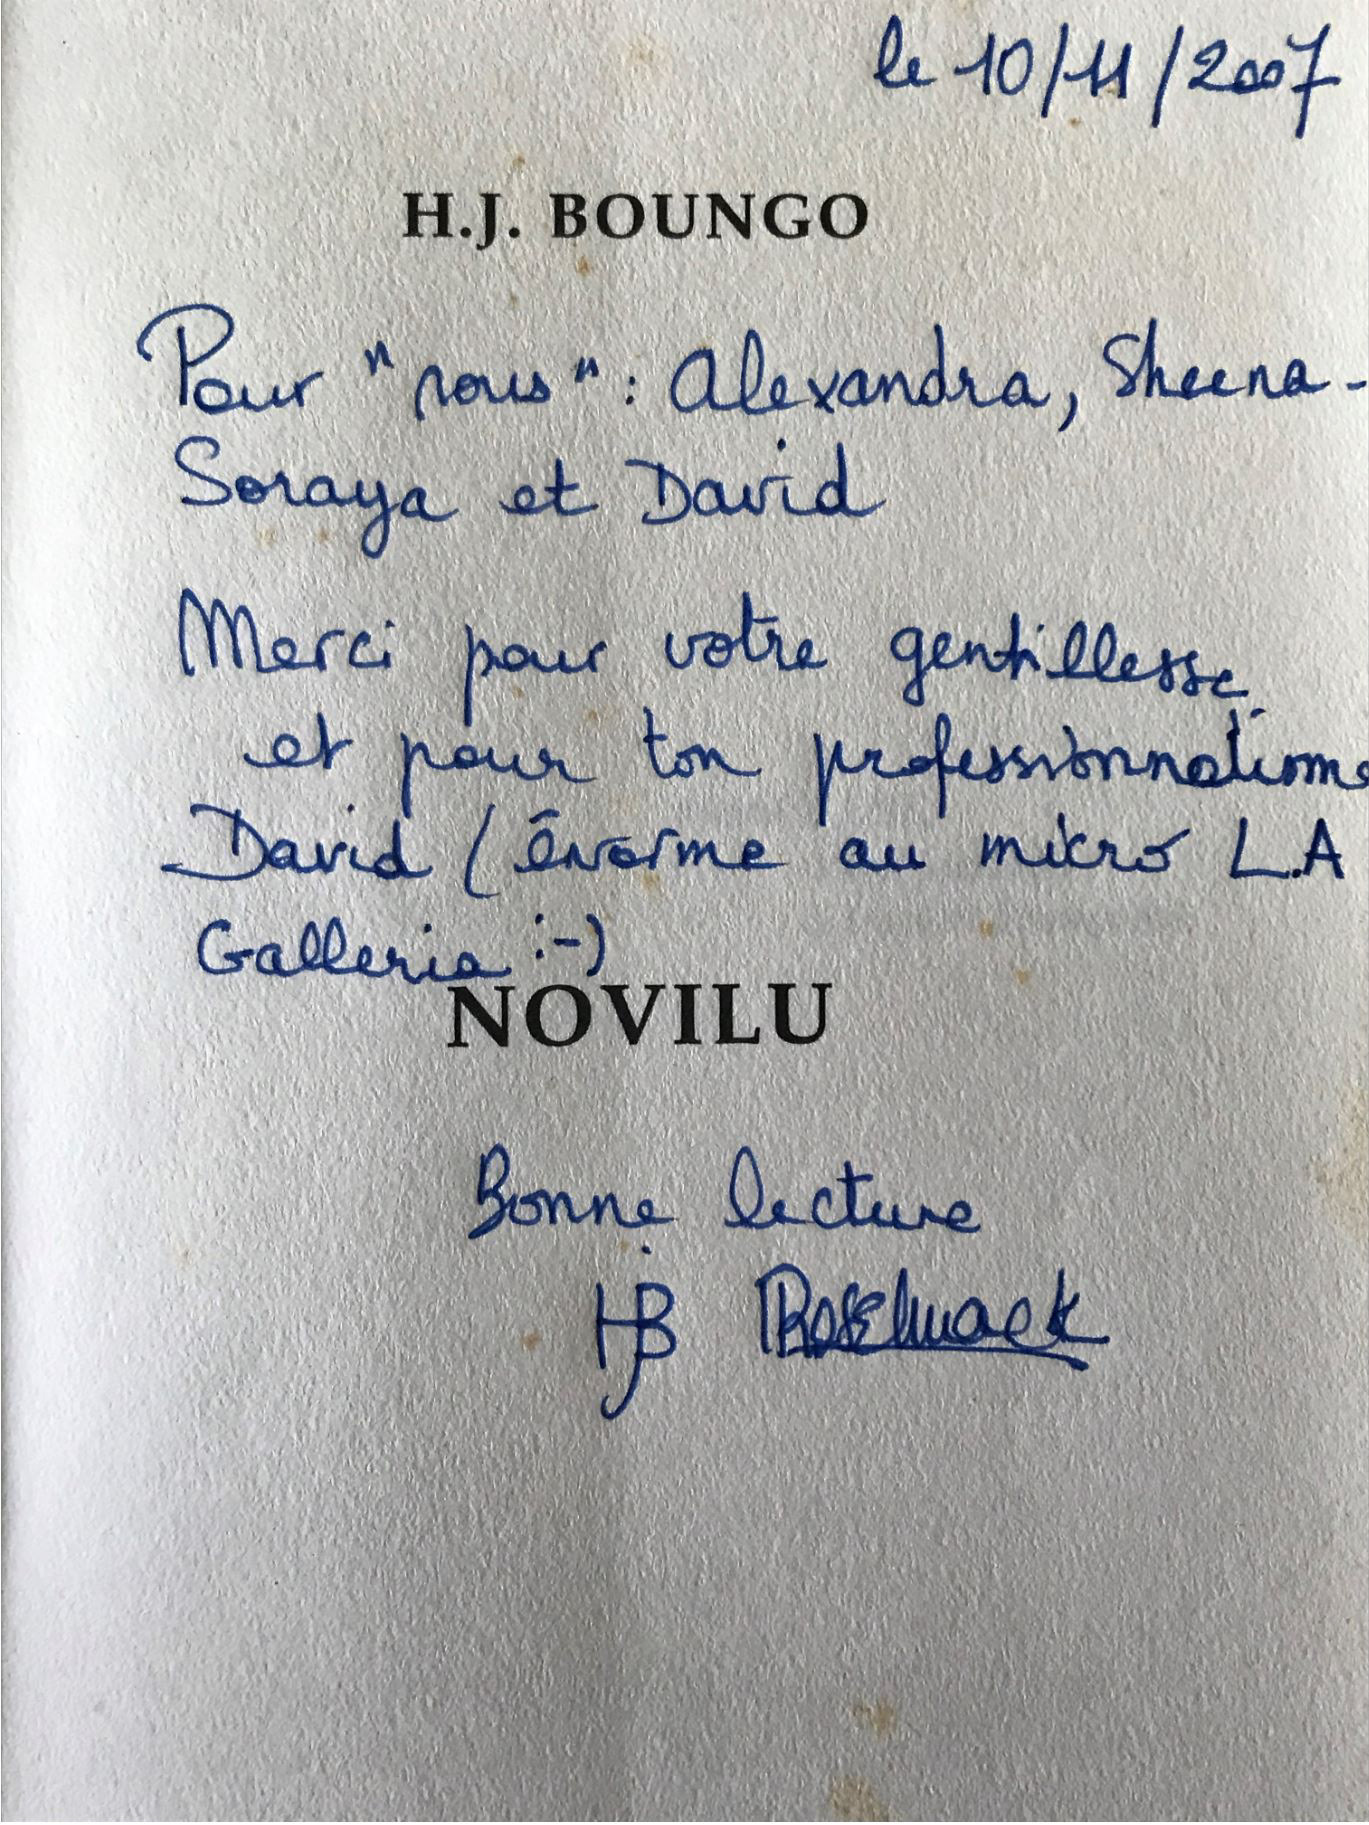 le 10/11/2007
H.J. BOUNGO
Pour "nous" : Alexandra, Sheena-
Soraya et David
Merci pour votre gentillesse
et pour ton professionnalisme
David (énorme au micro L.A
Galleria :-)
NOVILU
Bonne lecture
HJB Roselmack